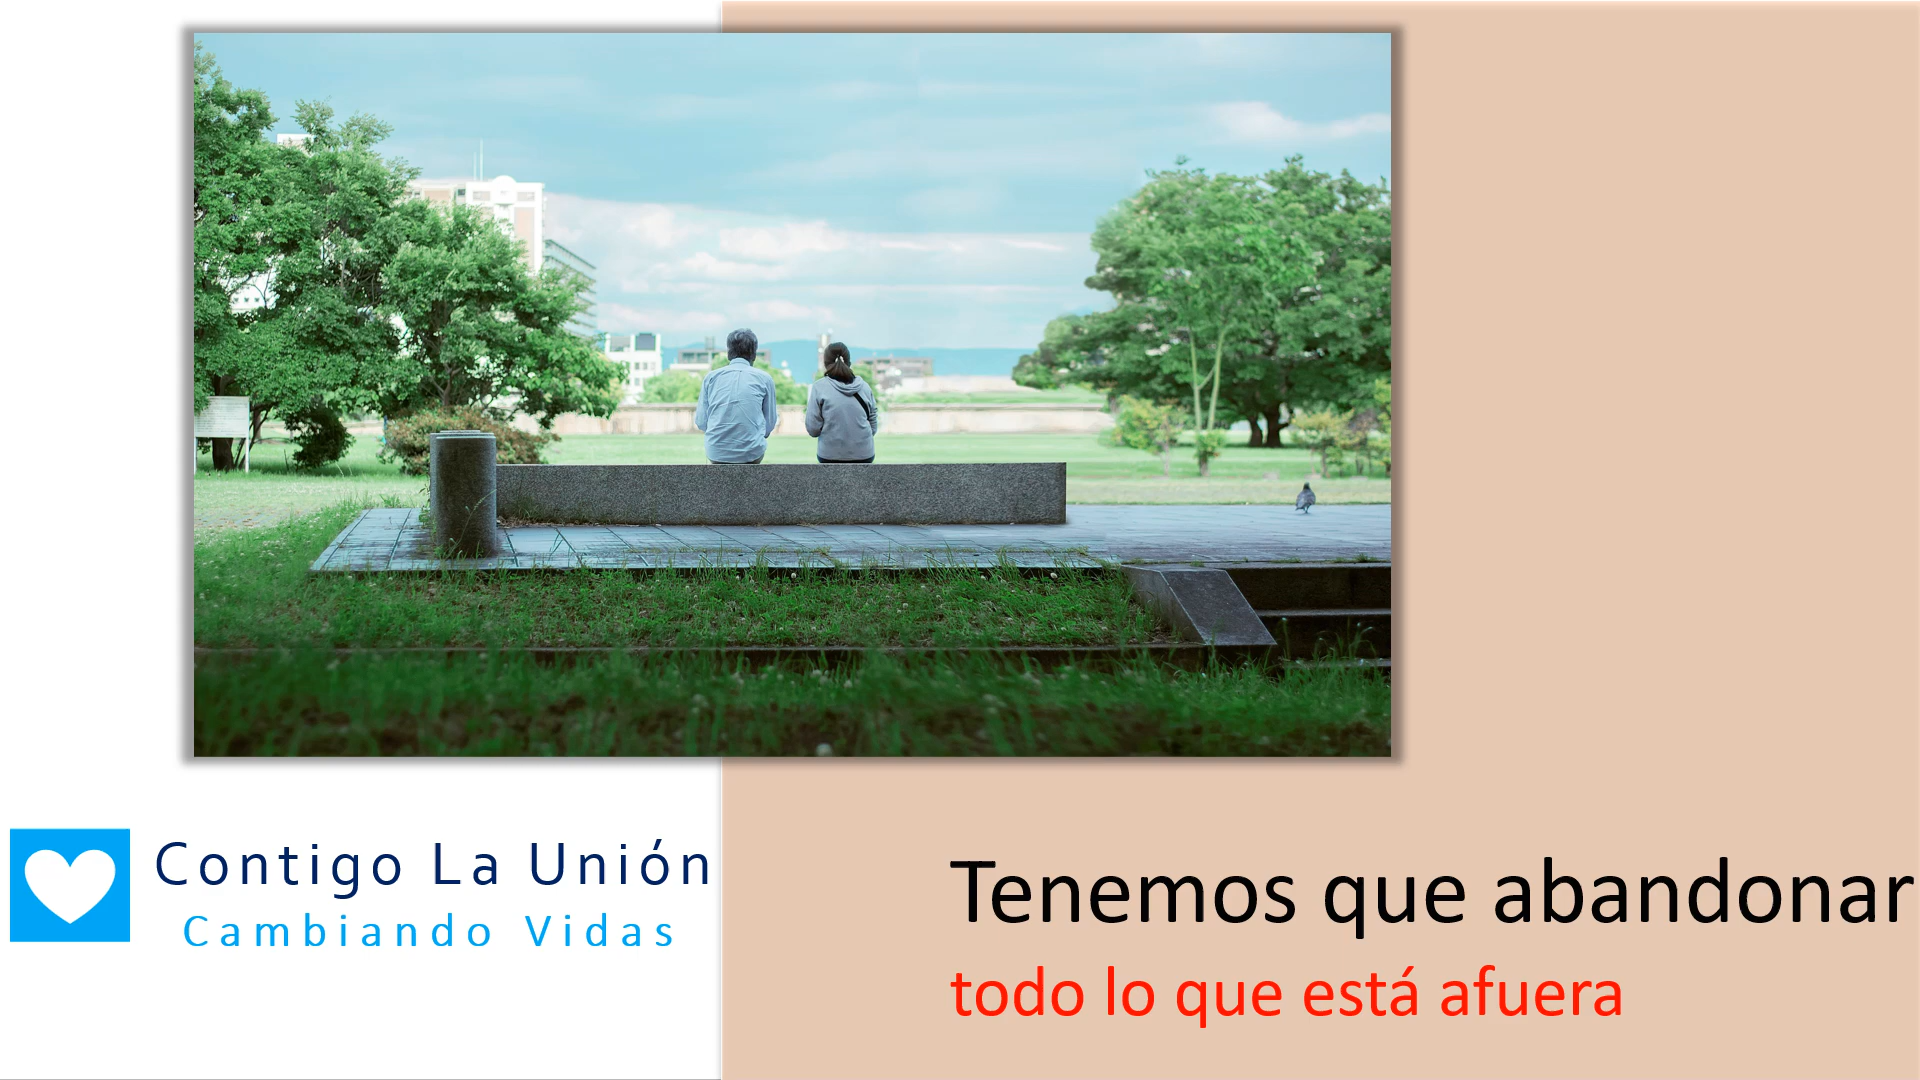 Contigo La Unión
Cambiando Vidas
Tenemos que abandonar
todo lo que está afuera